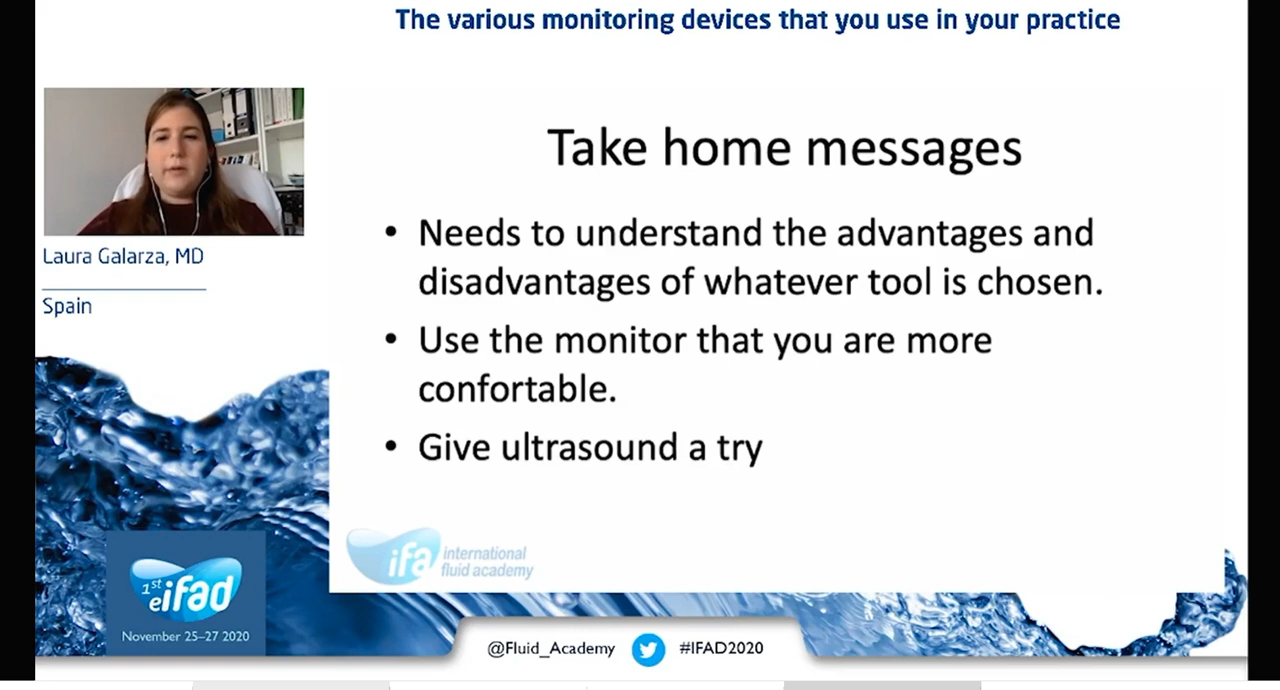 The various monitoring devices that you use in your practice
Laura Galarza, MD
Spain
Take home messages
• Needs to understand the advantages and
disadvantages of whatever tool is chosen.
• Use the monitor that you are more
confortable.
• Give ultrasound a try
ifa international
fluid academy
1st
eifad
November 25–27 2020
@Fluid_Academy #IFAD2020